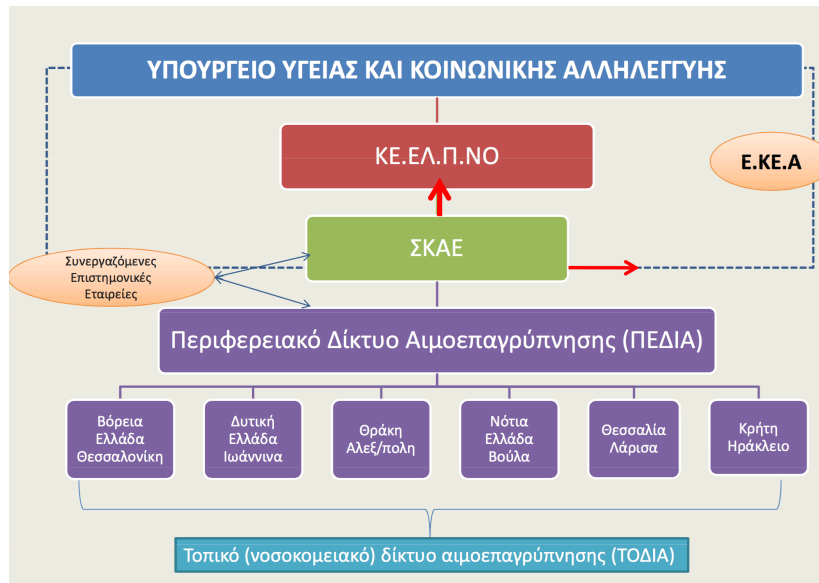 ΥΠΟΥΡΓΕΙΟ ΥΓΕΙΑΣ ΚΑΙ ΚΟΙΝΩΝΙΚΗΣ ΑΛΛΗΛΕΓΓΥΗΣ
ΚΕ.ΕΛ.Π.ΝΟ
Ε.ΚΕ.Α
ΣΚΑΕ
Συνεργαζόμενες
Επιστημονικές
Εταιρείες
Περιφερειακό Δίκτυο Αιμοεπαγρύπνησης (ΠΕΔΙΑ)
Βόρεια
Ελλάδα
Θεσσαλονίκη
Δυτική
Ελλάδα
Ιωάννινα
Θράκη
Αλεξ/πολη
Νότια
Ελλάδα
Βούλα
Θεσσαλία
Λάρισα
Κρήτη
Ηράκλειο
Τοπικό (νοσοκομειακό) δίκτυο αιμοεπαγρύπνησης (ΤΟΔΙΑ)